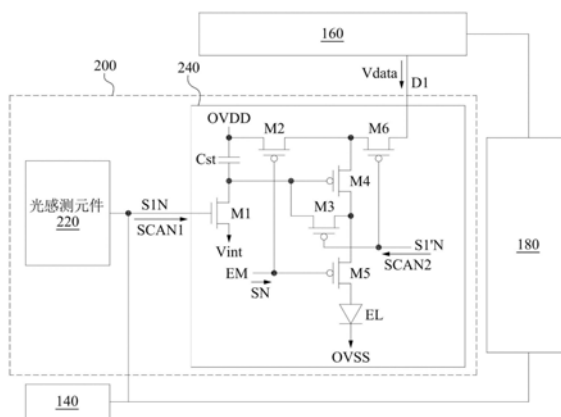 160
200
240
Vdata
D1
OVDD
M2
M6
Cst
M4
光感测元件
220
S1N
SCAN1
M1
M3
Vint
S1'N
SCAN2
180
EM
SN
M5
EL
OVSS
140